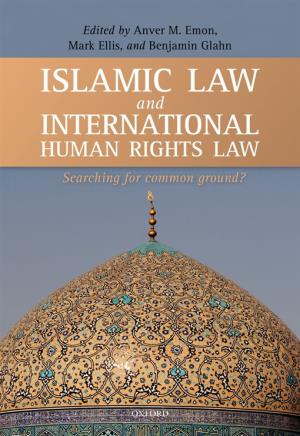 Edited by Anver M. Emon,
Mark Ellis, and Benjamin Glahn
ISLAMIC LAW
and
INTERNATIONAL
HUMAN RIGHTS LAW
Searching for common ground?
OXFORD